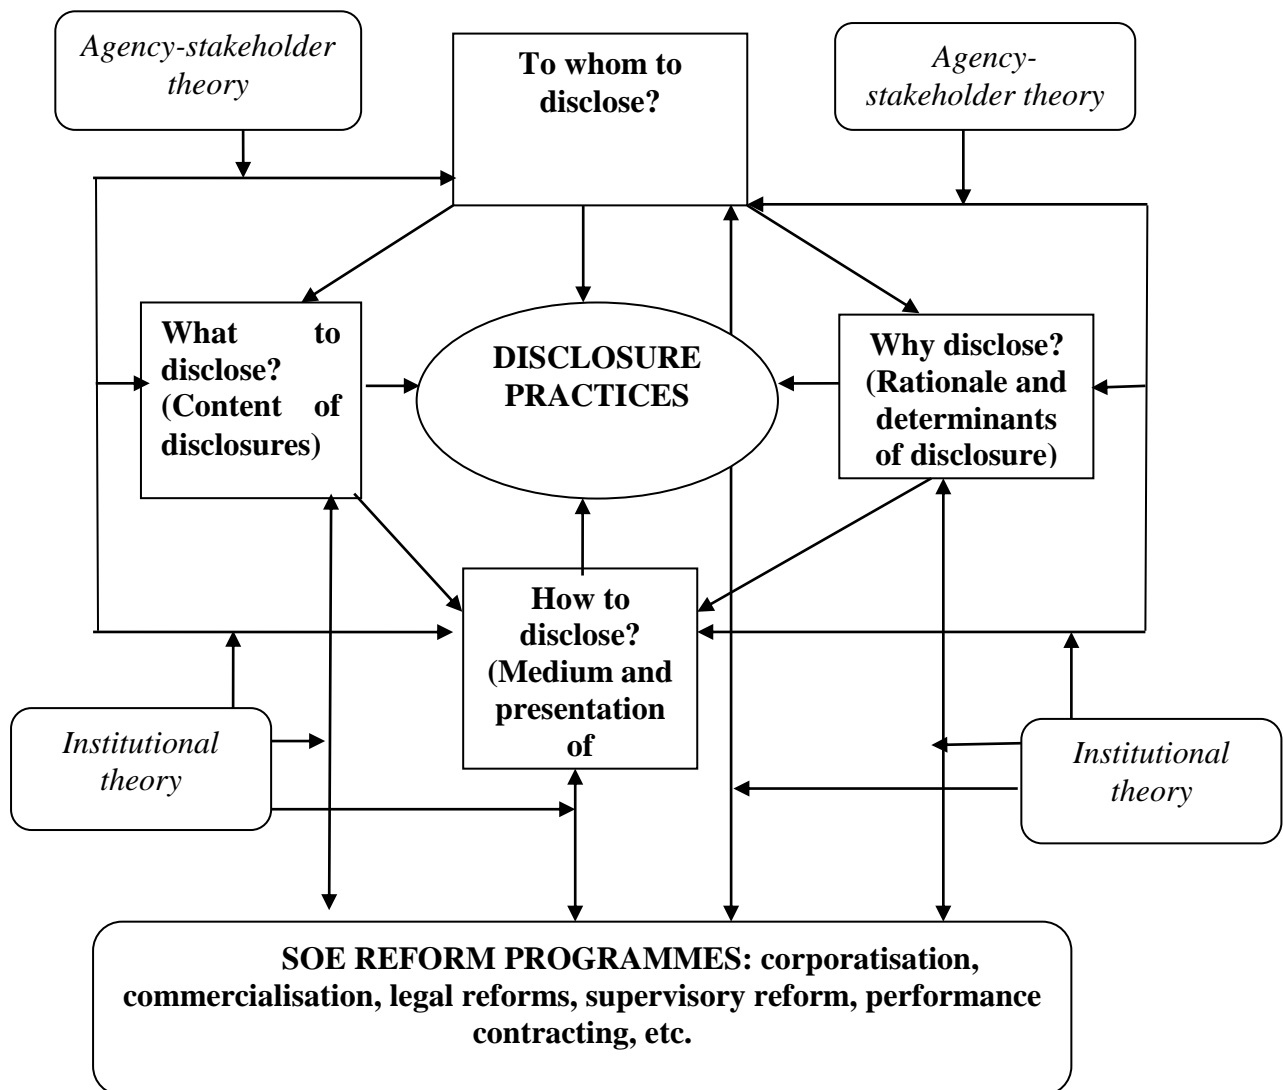 Agency-stakeholder
theory
To whom to
disclose?
Agency-
stakeholder theory
What to
disclose?
(Content of
disclosures)
DISCLOSURE
PRACTICES
Why disclose?
(Rationale and
determinants
of disclosure)
How to
disclose?
(Medium and
presentation
of
Institutional
theory
Institutional
theory
SOE REFORM PROGRAMMES: corporatisation,
commercialisation, legal reforms, supervisory reform, performance
contracting, etc.